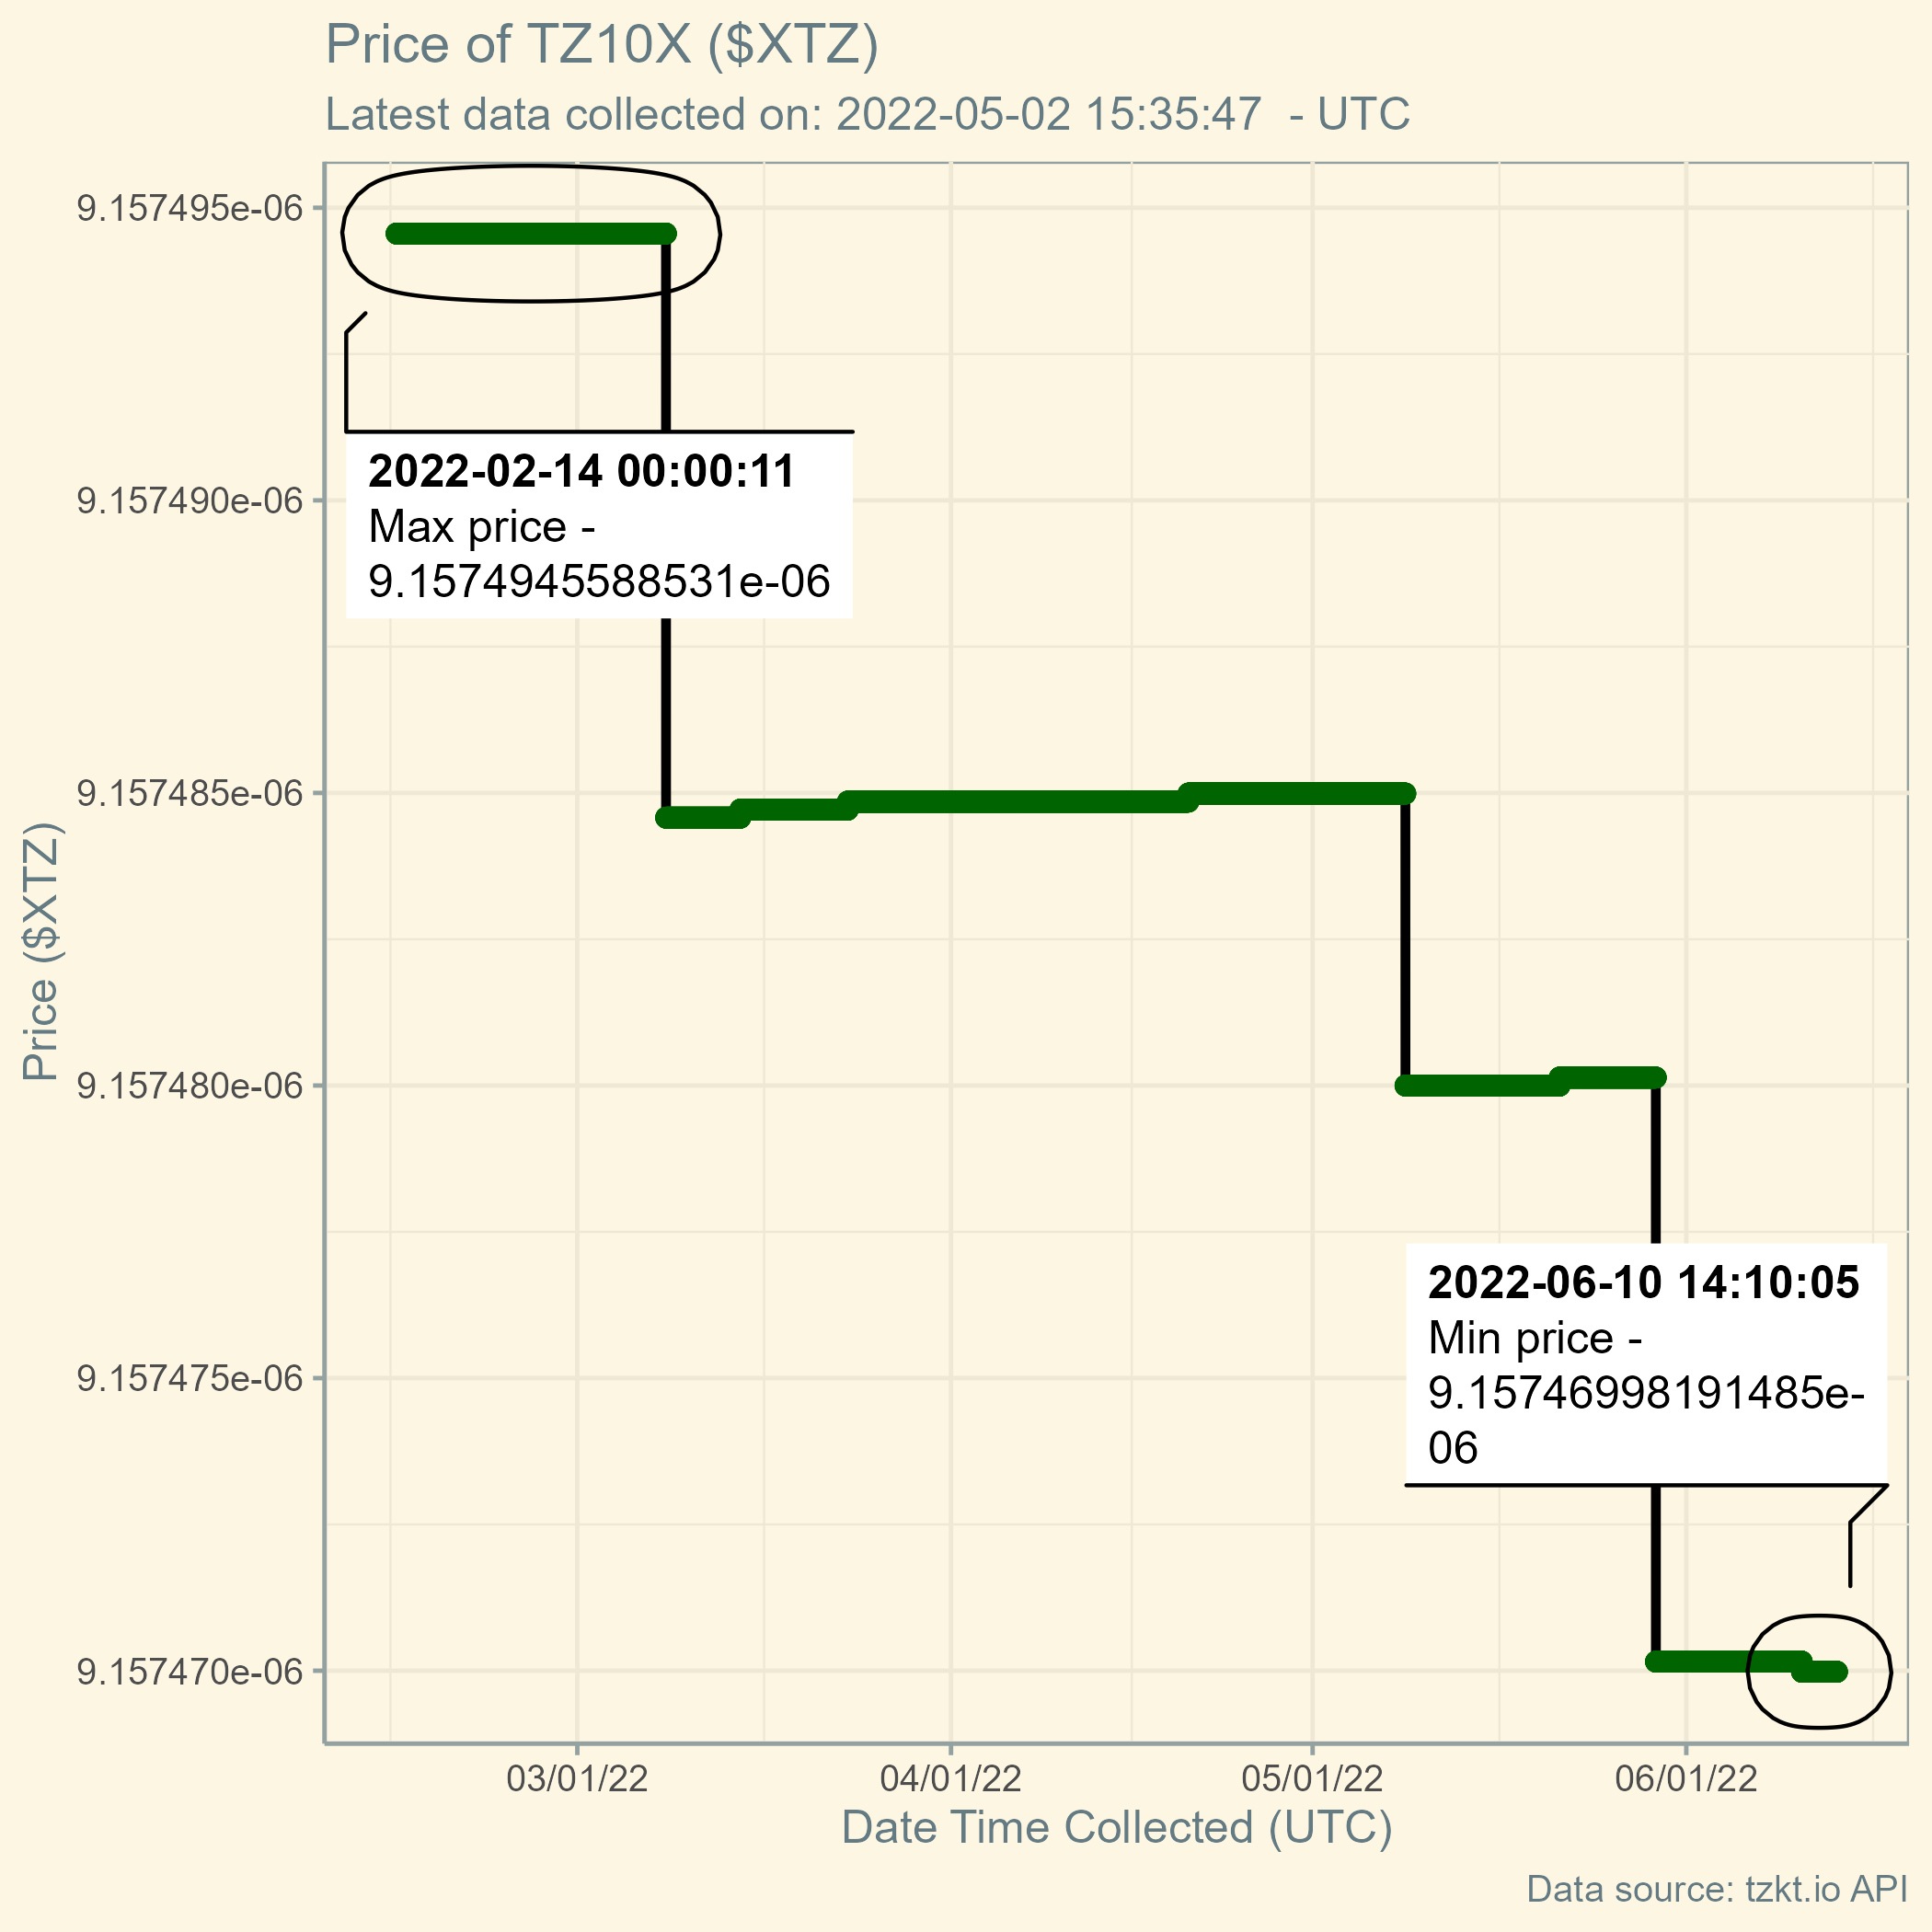 Price of TZ10X ($XTZ)
Latest data collected on: 2022-05-02 15:35:47  - UTC
9.157495e-06
2022-02-14 00:00:11
Max price -
9.1574945588531e-06
9.157490e-06
9.157485e-06
9.157480e-06
Price ($XTZ)
2022-06-10 14:10:05
Min price -
9.15746998191485e-
06
9.157475e-06
9.157470e-06
03/01/22 04/01/22 05/01/22 06/01/22
Date Time Collected (UTC)
Data source: tzkt.io API